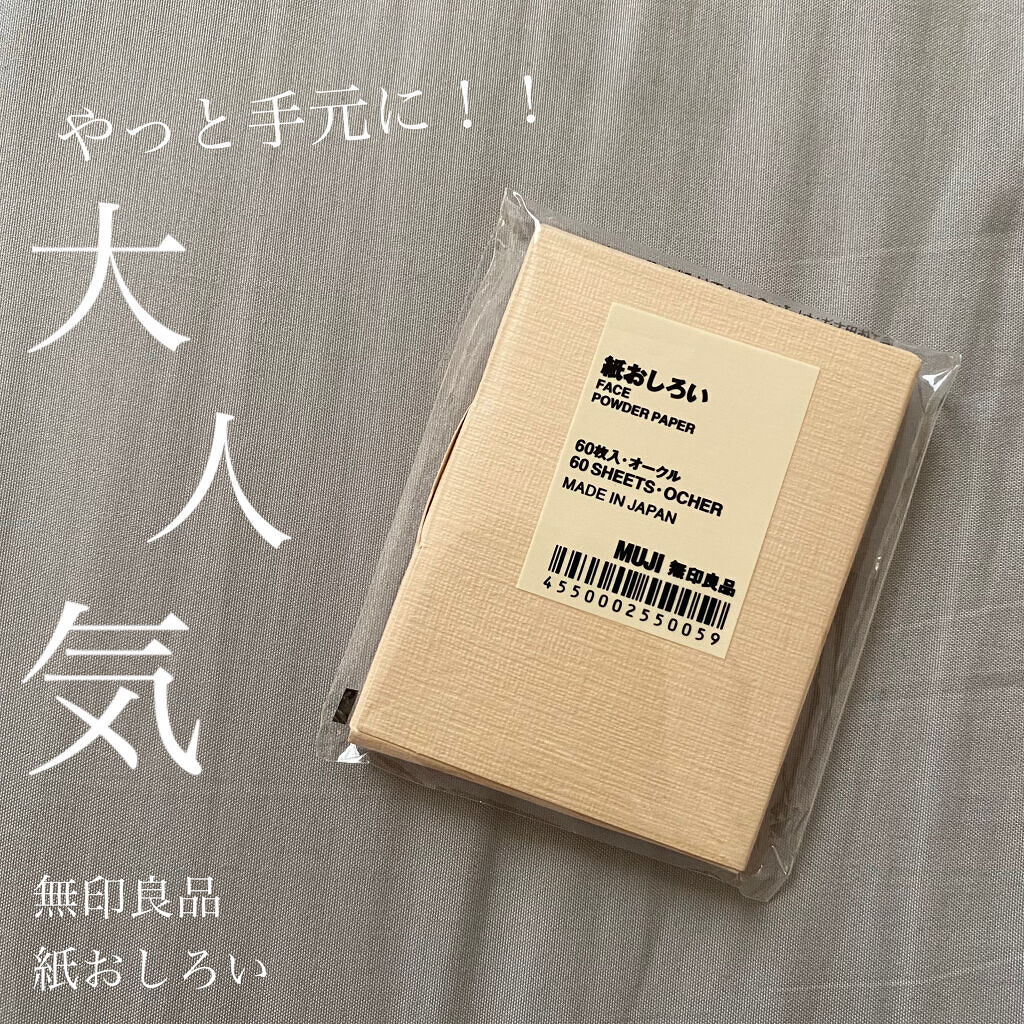 やっと手元に！！
大人気
無印良品
紙おしろい
紙おしろい
FACE
POWDER PAPER
60枚入・オークル
60 SHEETS・OCHER
MADE IN JAPAN
MUJI 無印良品
4550002550059